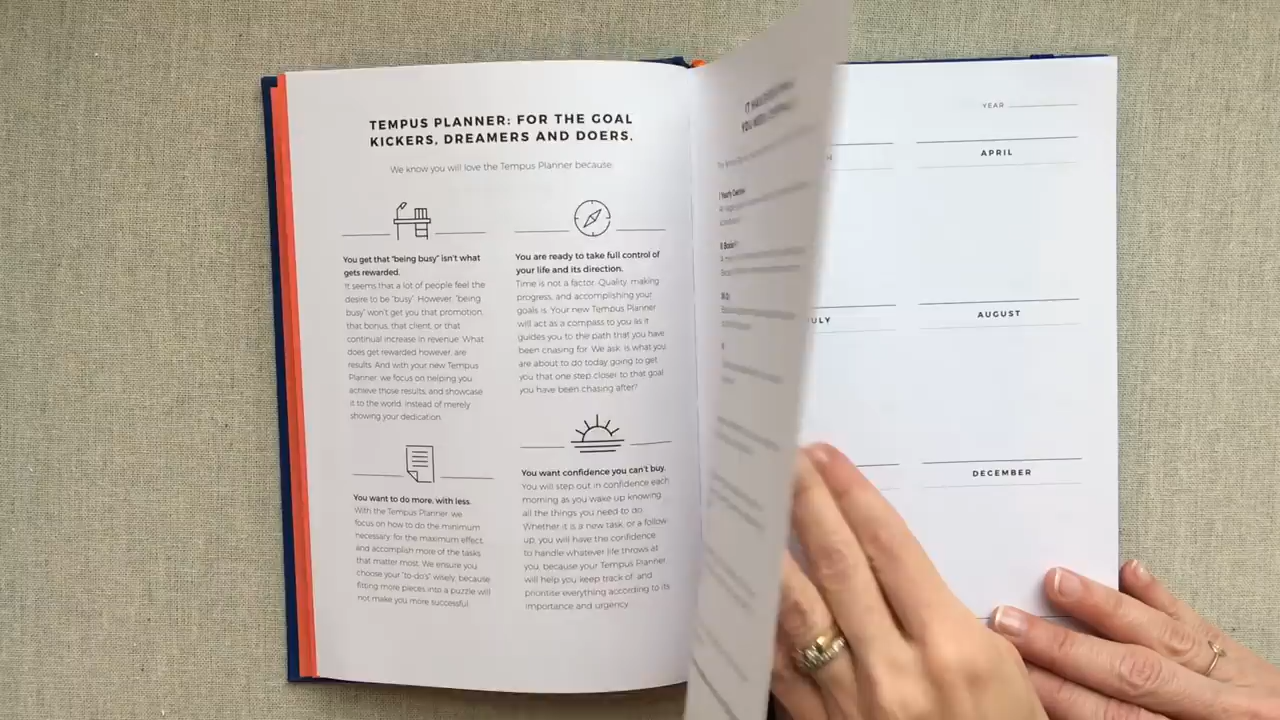 TEMPUS PLANNER: FOR THE GOAL
KICKERS, DREAMERS AND DOERS.
We know you will love the Tempus Planner because:
You get that "being busy" isn't what
gets rewarded.
It seems that a lot of people feel the
desire to be "busy". However, "being
busy" won't get you that promotion,
that bonus, that client, or that
continual increase in revenue. What
does get rewarded however, are
results. And with your new Tempus
Planner, we focus on helping you
achieve those results, and showcase
it to the world, instead of merely
showing your dedication.
You are ready to take full control of
your life and its direction.
Time is not a factor. Quality, making
progress, and accomplishing your
goals is. Your new Tempus Planner
will act as a compass to you as it
guides you to the path that you have
been chasing for. We ask, is what you
are about to do today going to get
you that one step closer to that goal
you have been chasing after?
You want to do more, with less.
With the Tempus Planner, we
focus on how to do the minimum
necessary, for the maximum effect,
and accomplish more of the tasks
that matter most. We ensure you
choose your "to-do's" wisely, because
fitting more pieces into a puzzle will
not make you more successful.
You want confidence you can't buy.
You will step out in confidence each
morning as you wake up knowing
all the things you need to do.
Whether it is a new task, or a follow-
up, you will have the confidence
to handle whatever life throws at
you, because your Tempus Planner
will help you keep track of, and
prioritise everything according to its
importance and urgency.
YEAR
APRIL
ULY
AUGUST
DECEMBER